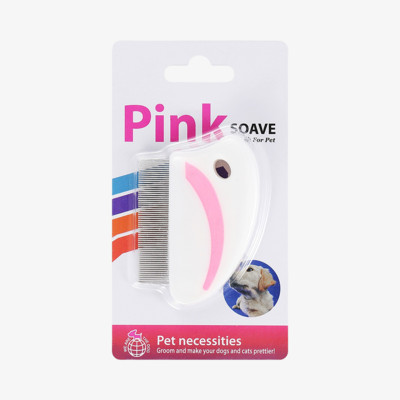 Pink
SOAVE
For Pet
Pet necessities
Groom and make your dogs and cats prettier!